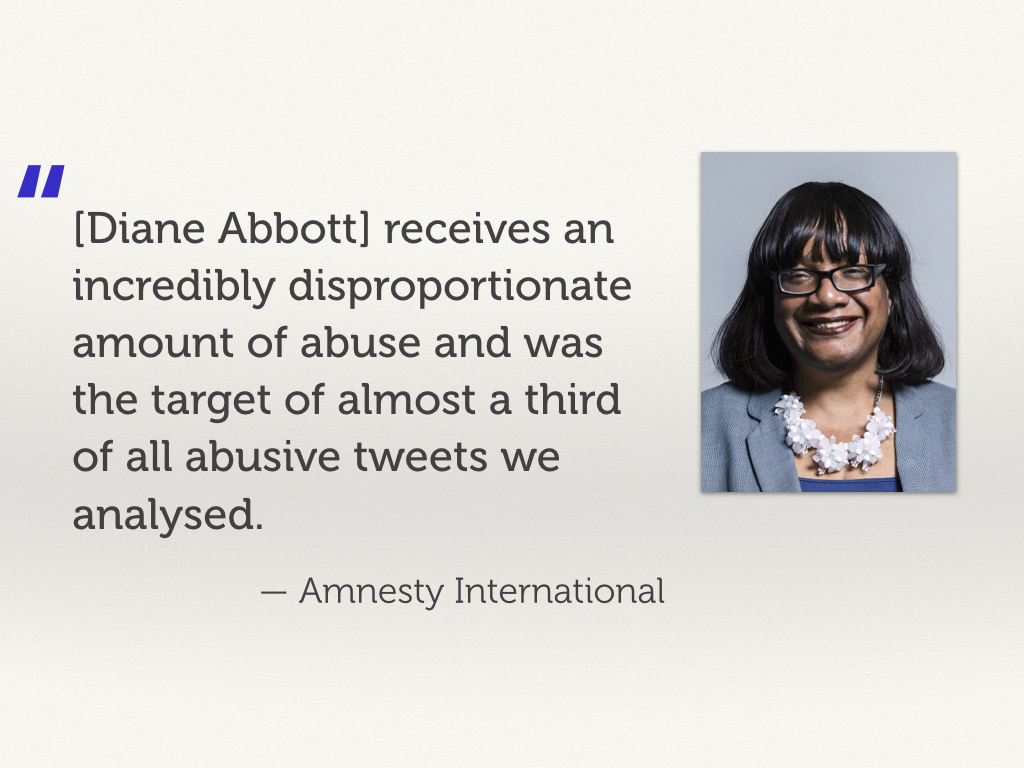 “
[Diane Abbott] receives an
incredibly disproportionate
amount of abuse and was
the target of almost a third
of all abusive tweets we
analysed.
— Amnesty International